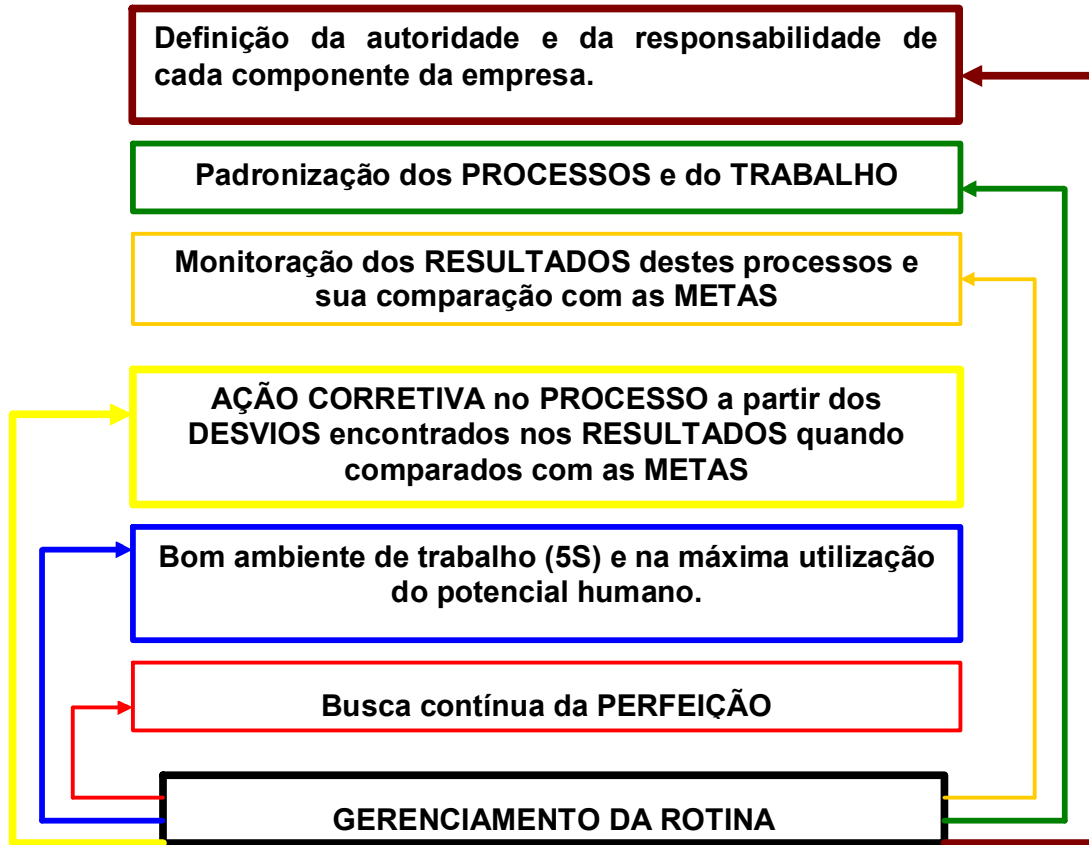 Definição da autoridade e da responsabilidade de
cada componente da empresa.
Padronização dos PROCESSOS e do TRABALHO
Monitoração dos RESULTADOS destes processos e
sua comparação com as METAS
AÇÃO CORRETIVA no PROCESSO a partir dos
DESVIOS encontrados nos RESULTADOS quando
comparados com as METAS
Bom ambiente de trabalho (5S) e na máxima utilização
do potencial humano.
Busca contínua da PERFEIÇÃO
GERENCIAMENTO DA ROTINA